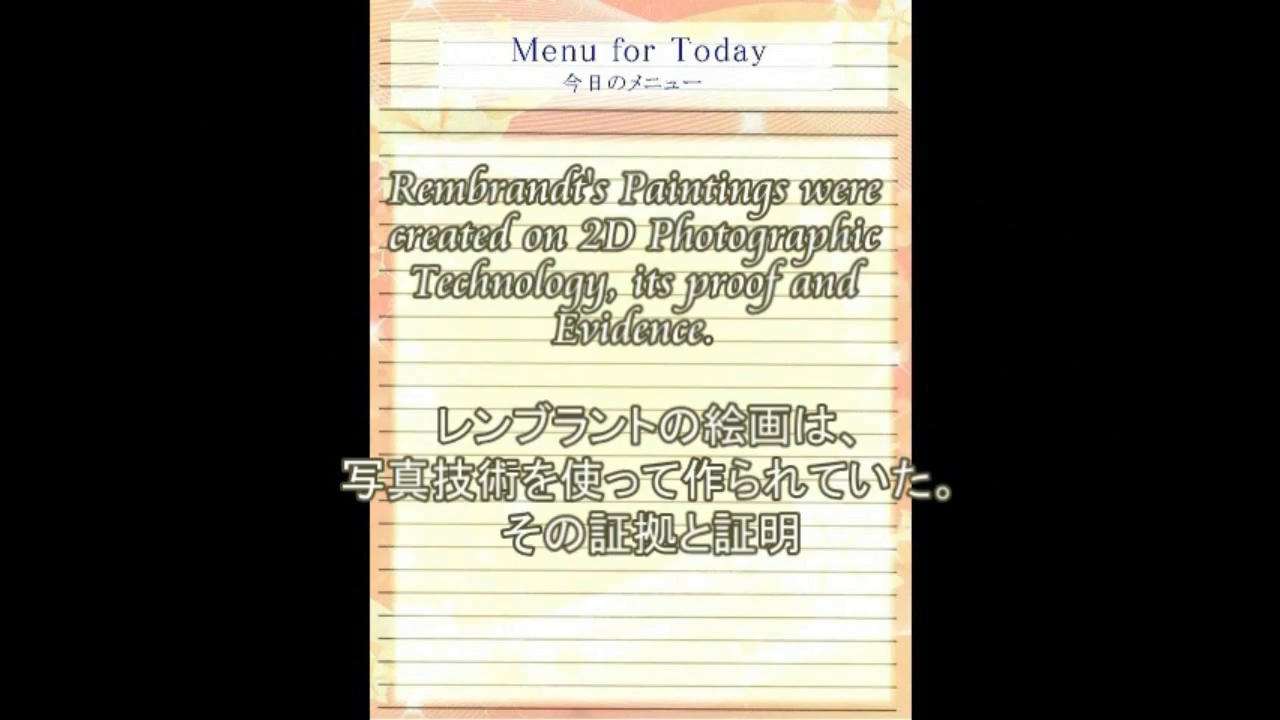 Menu for Today
今日のメニュー
Rembrandt's Paintings were
created on 2D Photographic
Technology, its proof and
Evidence.
レンブラントの絵画は、
写真技術を使って作られていた。
その証拠と証明